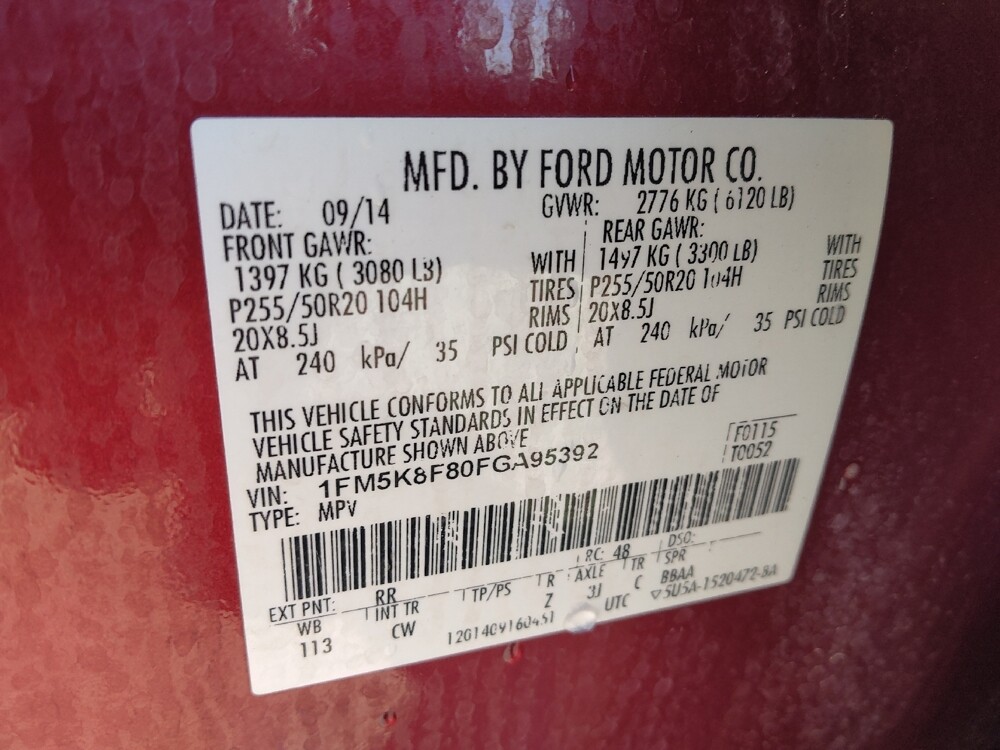 MFD. BY FORD MOTOR CO.
DATE: 09/14 GVWR: 2776 KG ( 6120 LB)
FRONT GAWR: REAR GAWR:
1397 KG ( 3080 LB) WITH 1497 KG ( 3300 LB) WITH
P255/50R20 104H TIRES P255/50R20 104H TIRES
20X8.5J RIMS 20X8.5J RIMS
AT 240 kPa/ 35 PSI COLD AT 240 kPa/ 35 PSI COLD
THIS VEHICLE CONFORMS TO ALL APPLICABLE FEDERAL MOTOR
VEHICLE SAFETY STANDARDS IN EFFECT ON THE DATE OF
MANUFACTURE SHOWN ABOVE
F0115
VIN: 1FM5K8F80FGA95392 T0052
TYPE: MPV
EXT PNT: RR RC: 48 DSO:
WB INT TR TP/PS R AXLE TR SPR
113 CW Z 3J C BBAA
1201409160451 UTC ▽5U5A-1520472-8A